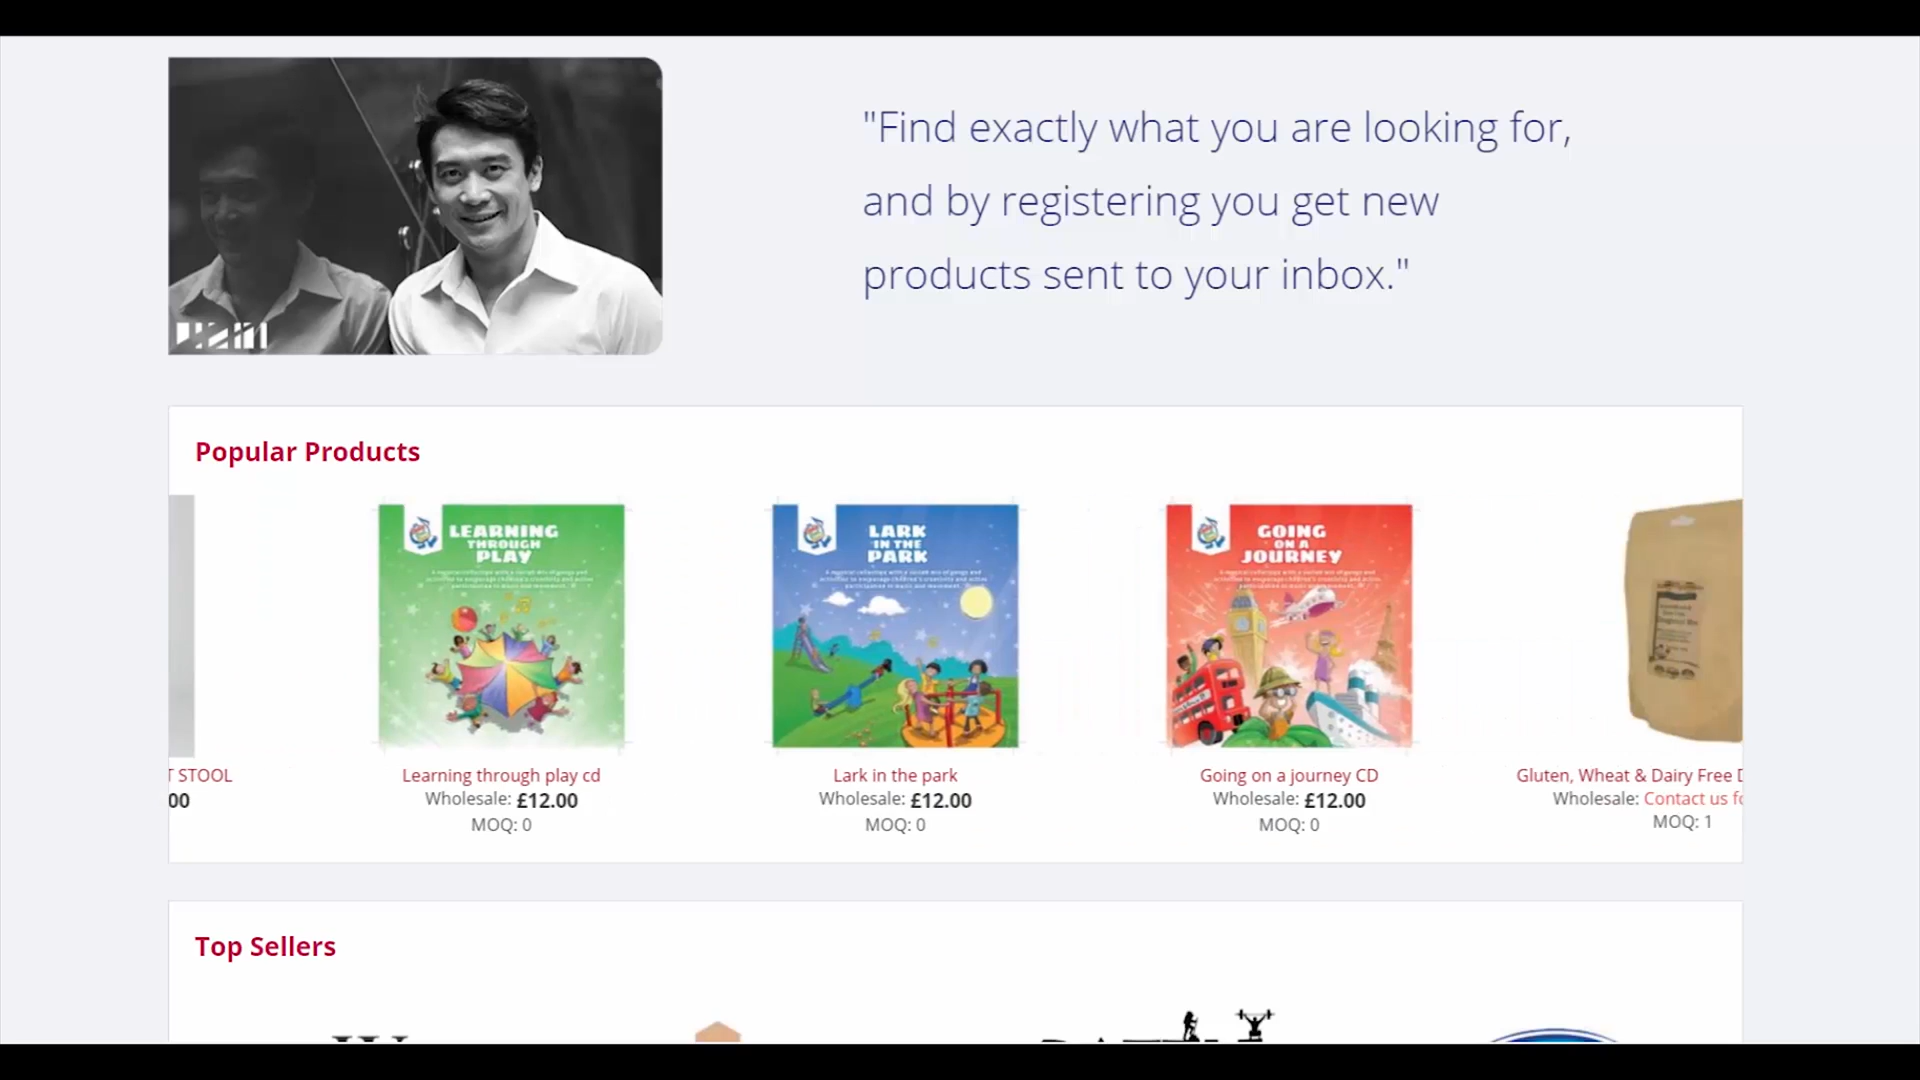 "Find exactly what you are looking for,
and by registering you get new
products sent to your inbox."
Popular Products
LEARNING
THROUGH
PLAY
LARK
IN THE
PARK
GOING
ON A
JOURNEY
T STOOL
00
Learning through play cd
Wholesale: £12.00
MOQ: 0
Lark in the park
Wholesale: £12.00
MOQ: 0
Going on a journey CD
Wholesale: £12.00
MOQ: 0
Gluten, Wheat & Dairy Free D
Wholesale: Contact us fo
MOQ: 1
Top Sellers